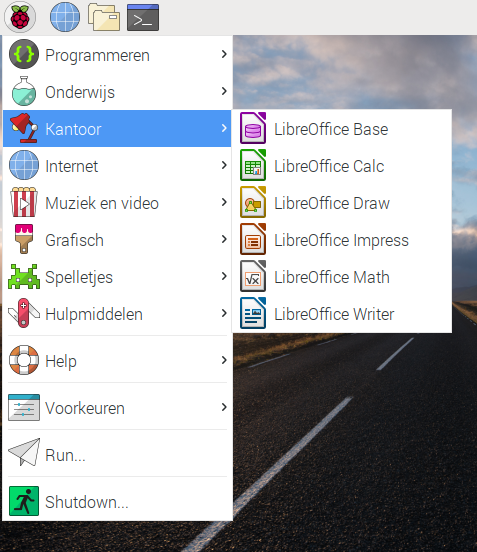 Programmeren
Onderwijs
Kantoor
Internet
Muziek en video
Grafisch
Spelletjes
Hulpmiddelen
Help
Voorkeuren
Run...
Shutdown...
LibreOffice Base
LibreOffice Calc
LibreOffice Draw
LibreOffice Impress
LibreOffice Math
LibreOffice Writer